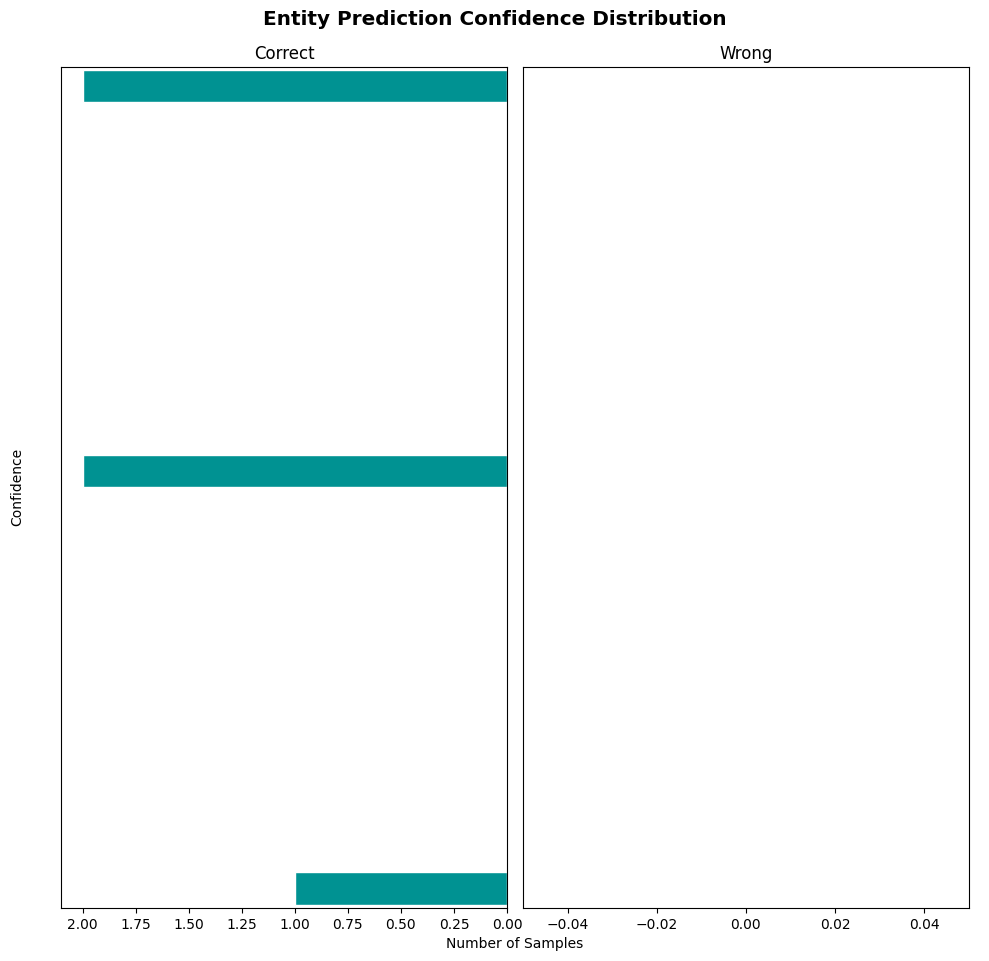 Entity Prediction Confidence Distribution
Correct
Wrong
Confidence
2.00 1.75 1.50 1.25 1.00 0.75 0.50 0.25 0.00
−0.04 −0.02 0.00 0.02 0.04
Number of Samples